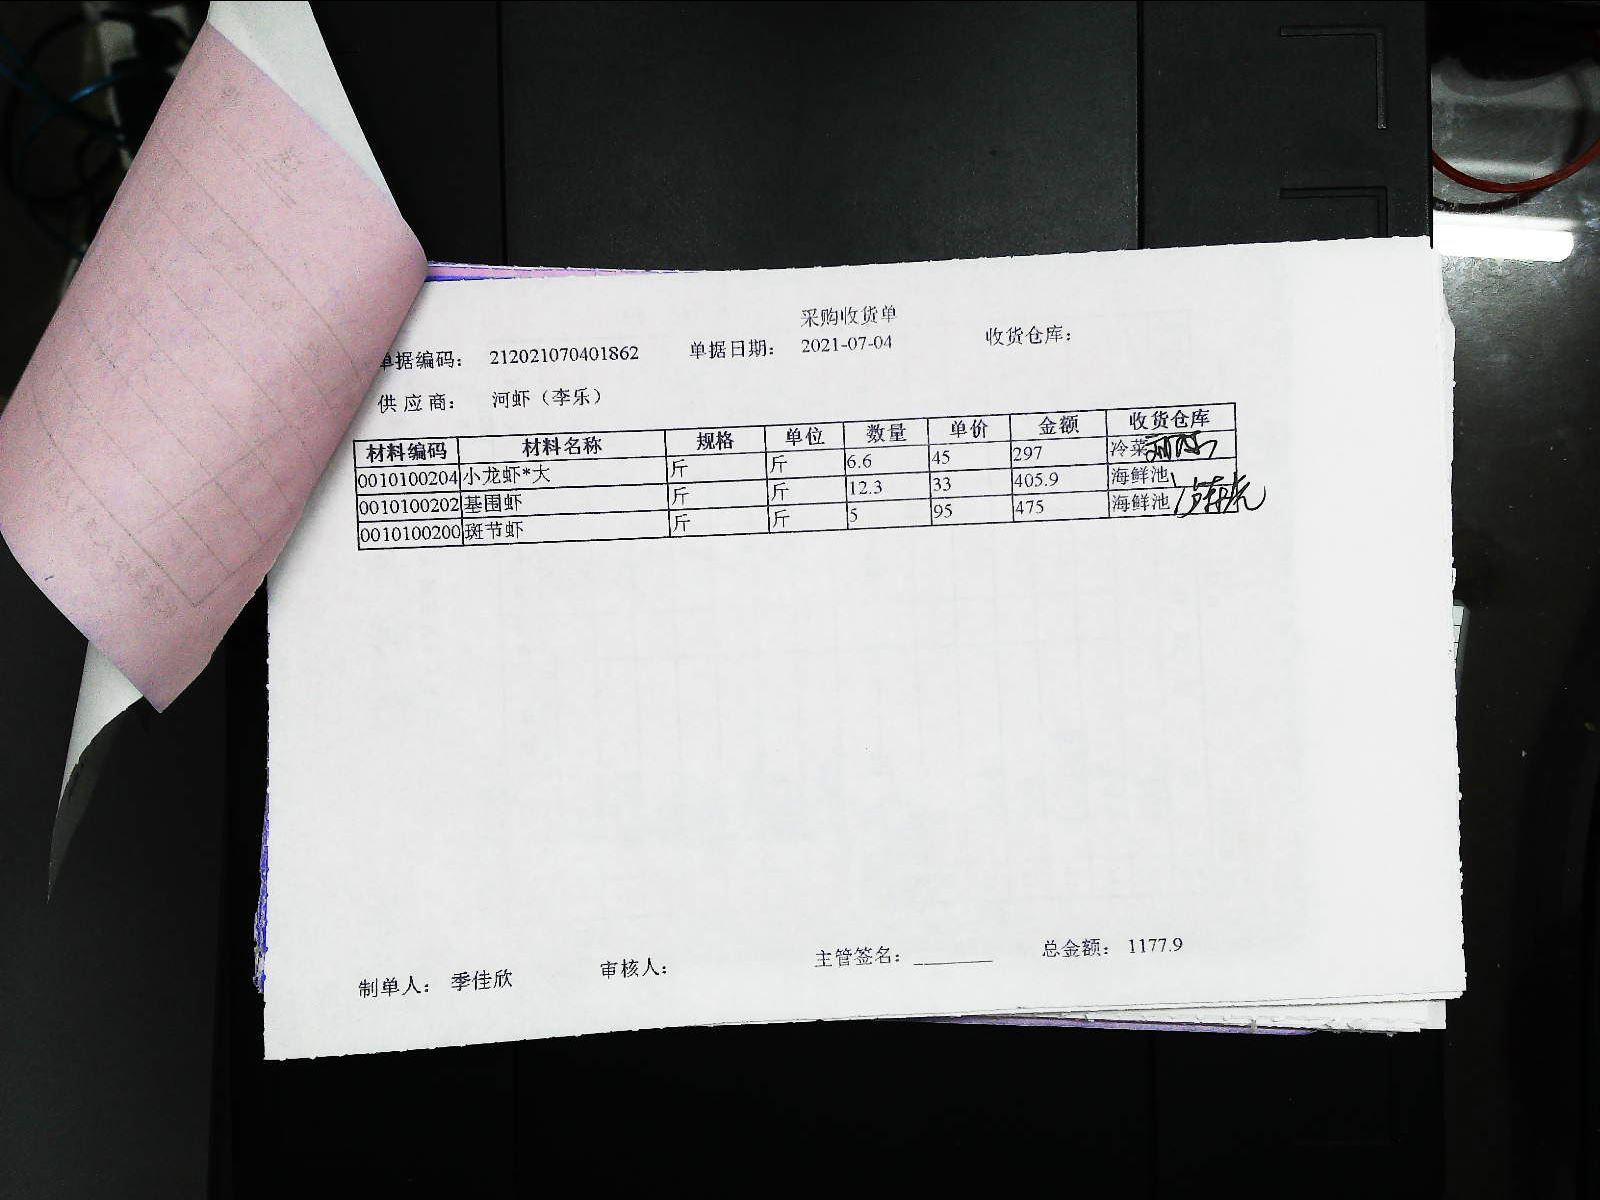 采购收货单
单据编码： 212021070401862 单据日期： 2021-07-04 收货仓库：
供应商： 河虾（李乐）
材料编码 材料名称 规格 单位 数量 单价 金额 收货仓库
0010100204 小龙虾*大 斤 斤 6.6 45 297 冷菜
0010100202 基围虾 斤 斤 12.3 33 405.9 海鲜池
0010100200 斑节虾 斤 斤 5 95 475 海鲜池
制单人： 季佳欣 审核人： 主管签名：________ 总金额： 1177.9